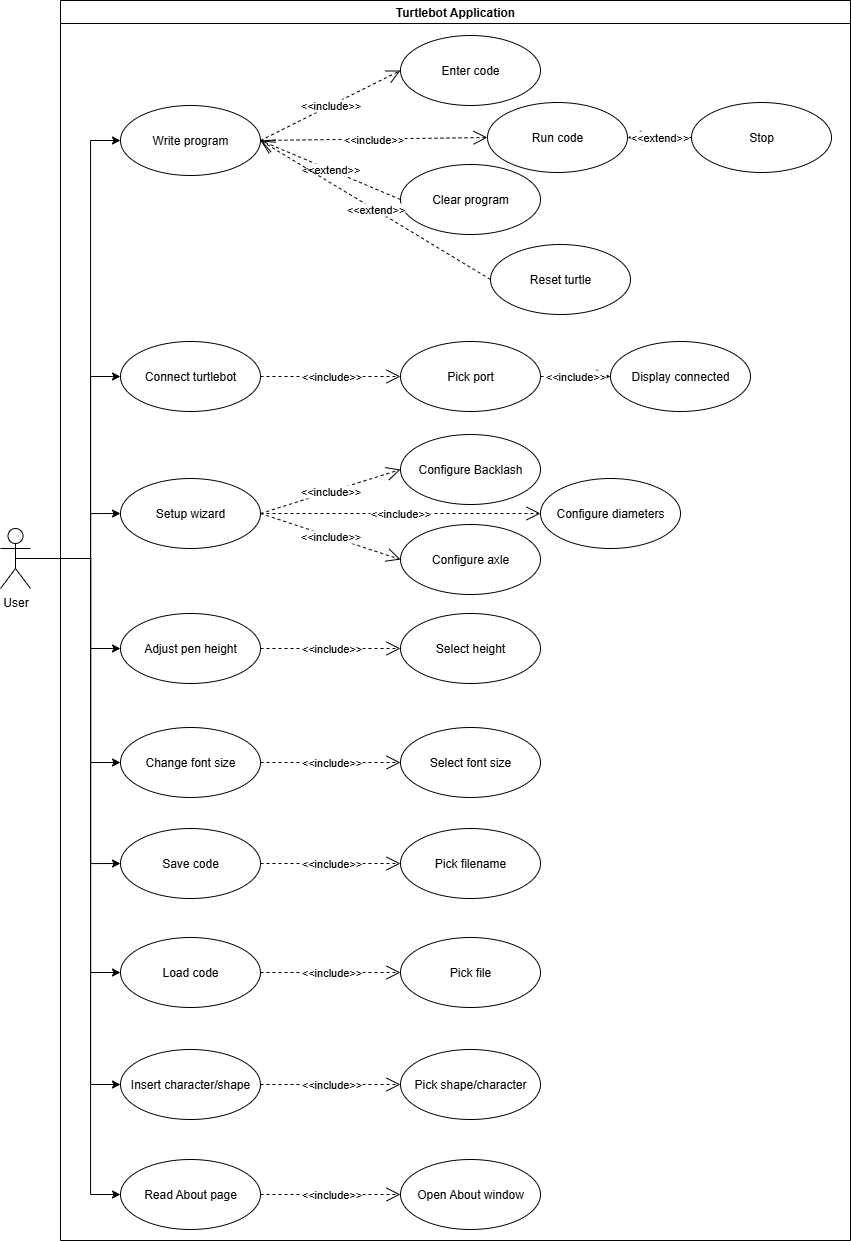 Turtlebot Application
Enter code
<<include>>
Write program
<<include>>
Run code
<<extend>>
Stop
<<extend>>
Clear program
<<extend>>
Reset turtle
Connect turtlebot
<<include>>
Pick port
<<include>>
Display connected
Configure Backlash
<<include>>
Setup wizard
<<include>>
Configure diameters
<<include>>
Configure axle
User
Adjust pen height
<<include>>
Select height
Change font size
<<include>>
Select font size
Save code
<<include>>
Pick filename
Load code
<<include>>
Pick file
Insert character/shape
<<include>>
Pick shape/character
Read About page
<<include>>
Open About window